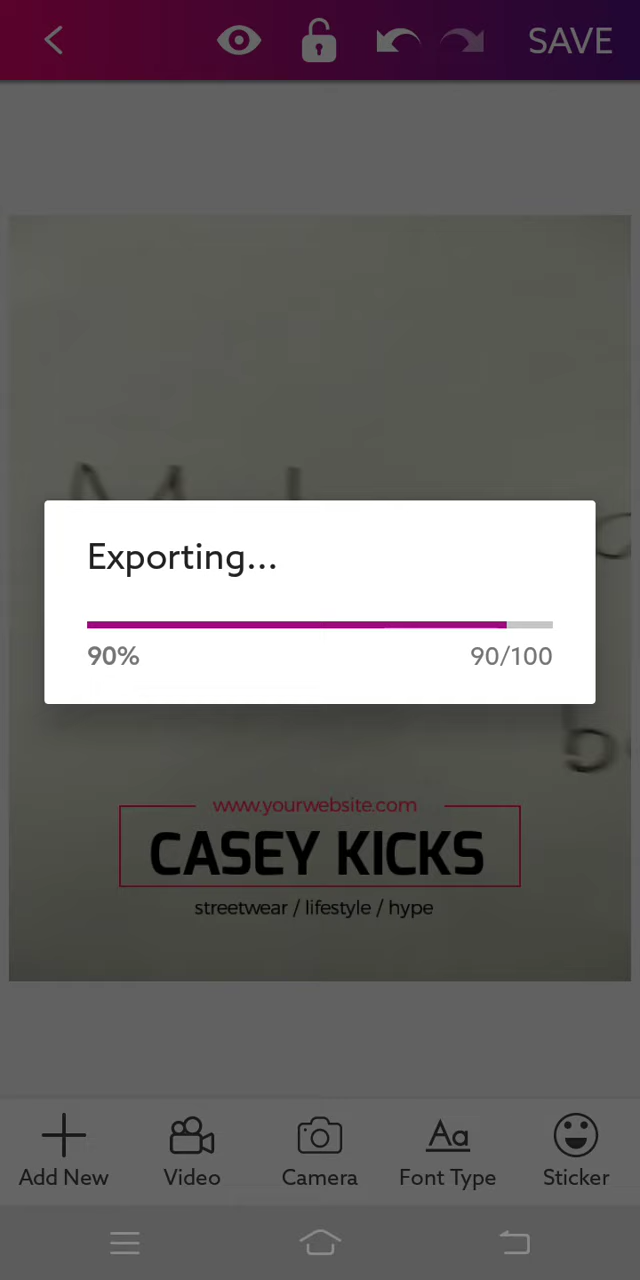 SAVE
Exporting...
90%
90/100
www.yourwebsite.com
CASEY KICKS
streetwear / lifestyle / hype
Add New
Video
Camera
Font Type
Sticker